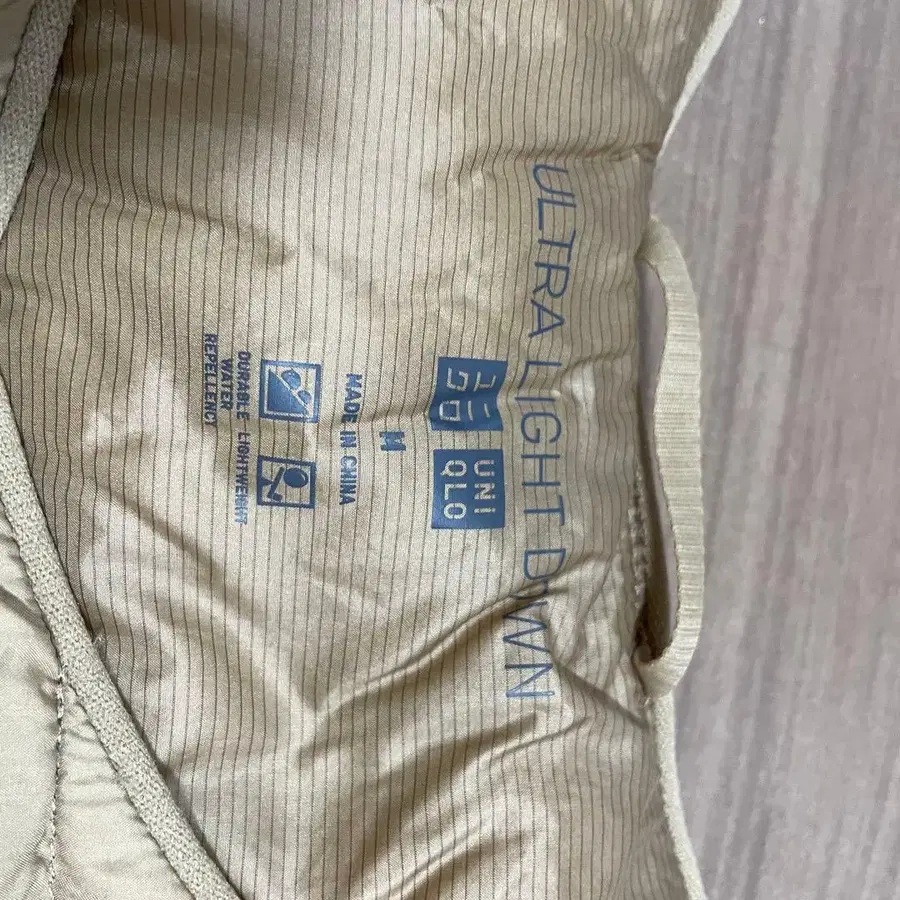 ULTRA LIGHT DOWN
ユニ
クロ
UNI
QLO
M
MADE IN CHINA
DURABLE
WATER
REPELLENCY
LIGHTWEIGHT